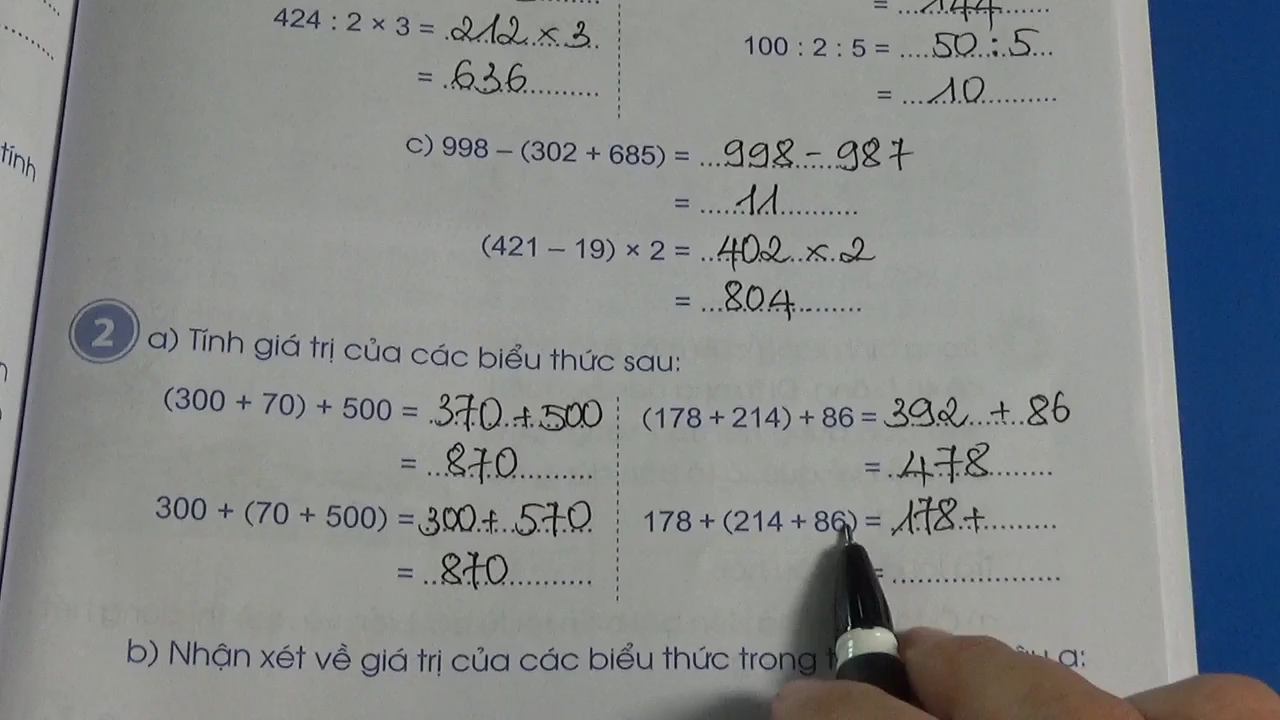 tính
424 : 2 × 3 = 212 × 3
= 636
= 144
100 : 2 : 5 = 50 : 5
= 10
c) 998 – (302 + 685) = 998 – 987
= 11
(421 – 19) × 2 = 402 × 2
= 804
2 a) Tính giá trị của các biểu thức sau:
(300 + 70) + 500 = 370 + 500
= 870
300 + (70 + 500) = 300 + 570
= 870
(178 + 214) + 86 = 392 + 86
= 478
178 + (214 + 86) = 178 +
=
b) Nhận xét về giá trị của các biểu thức trong a: